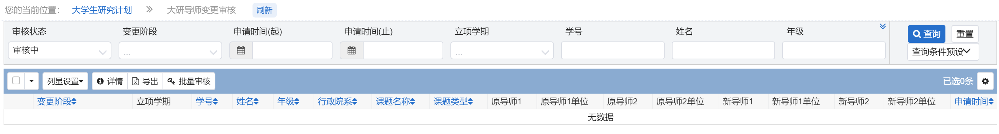 您的当前位置： 大学生研究计划 » 大研导师变更审核 刷新
审核状态 变更阶段 申请时间(起) 申请时间(止) 立项学期 学号 姓名 年级
审核中 ... ...
查询 重置
查询条件预设
列显设置 详情 导出 批量审核 已选0条
变更阶段 立项学期 学号 姓名 年级 行政院系 课题名称 课题类型 原导师1 原导师1单位 原导师2 原导师2单位 新导师1 新导师1单位 新导师2 新导师2单位 申请时间
无数据